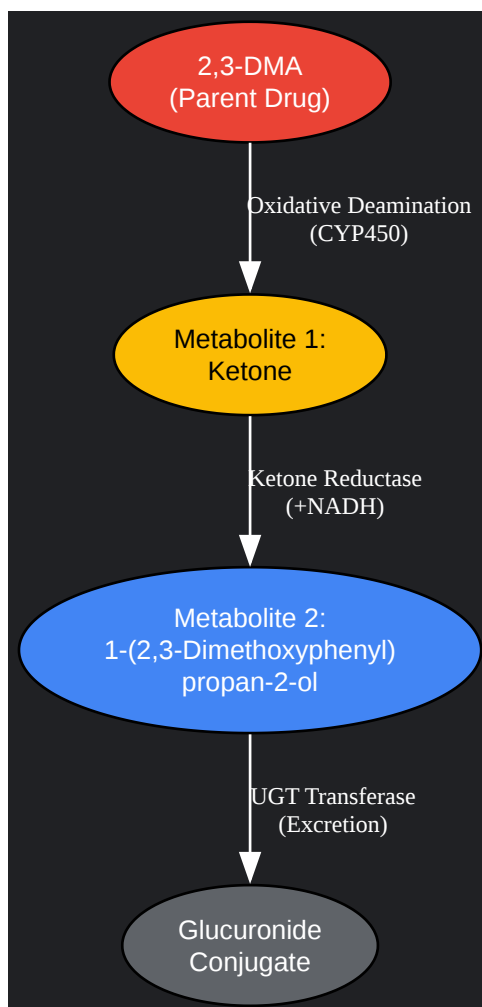 2,3-DMA
(Parent Drug)
Oxidative Deamination
(CYP450)
Metabolite 1:
Ketone
Ketone Reductase
(+NADH)
Metabolite 2:
1-(2,3-Dimethoxyphenyl)
propan-2-ol
UGT Transferase
(Excretion)
Glucuronide
Conjugate